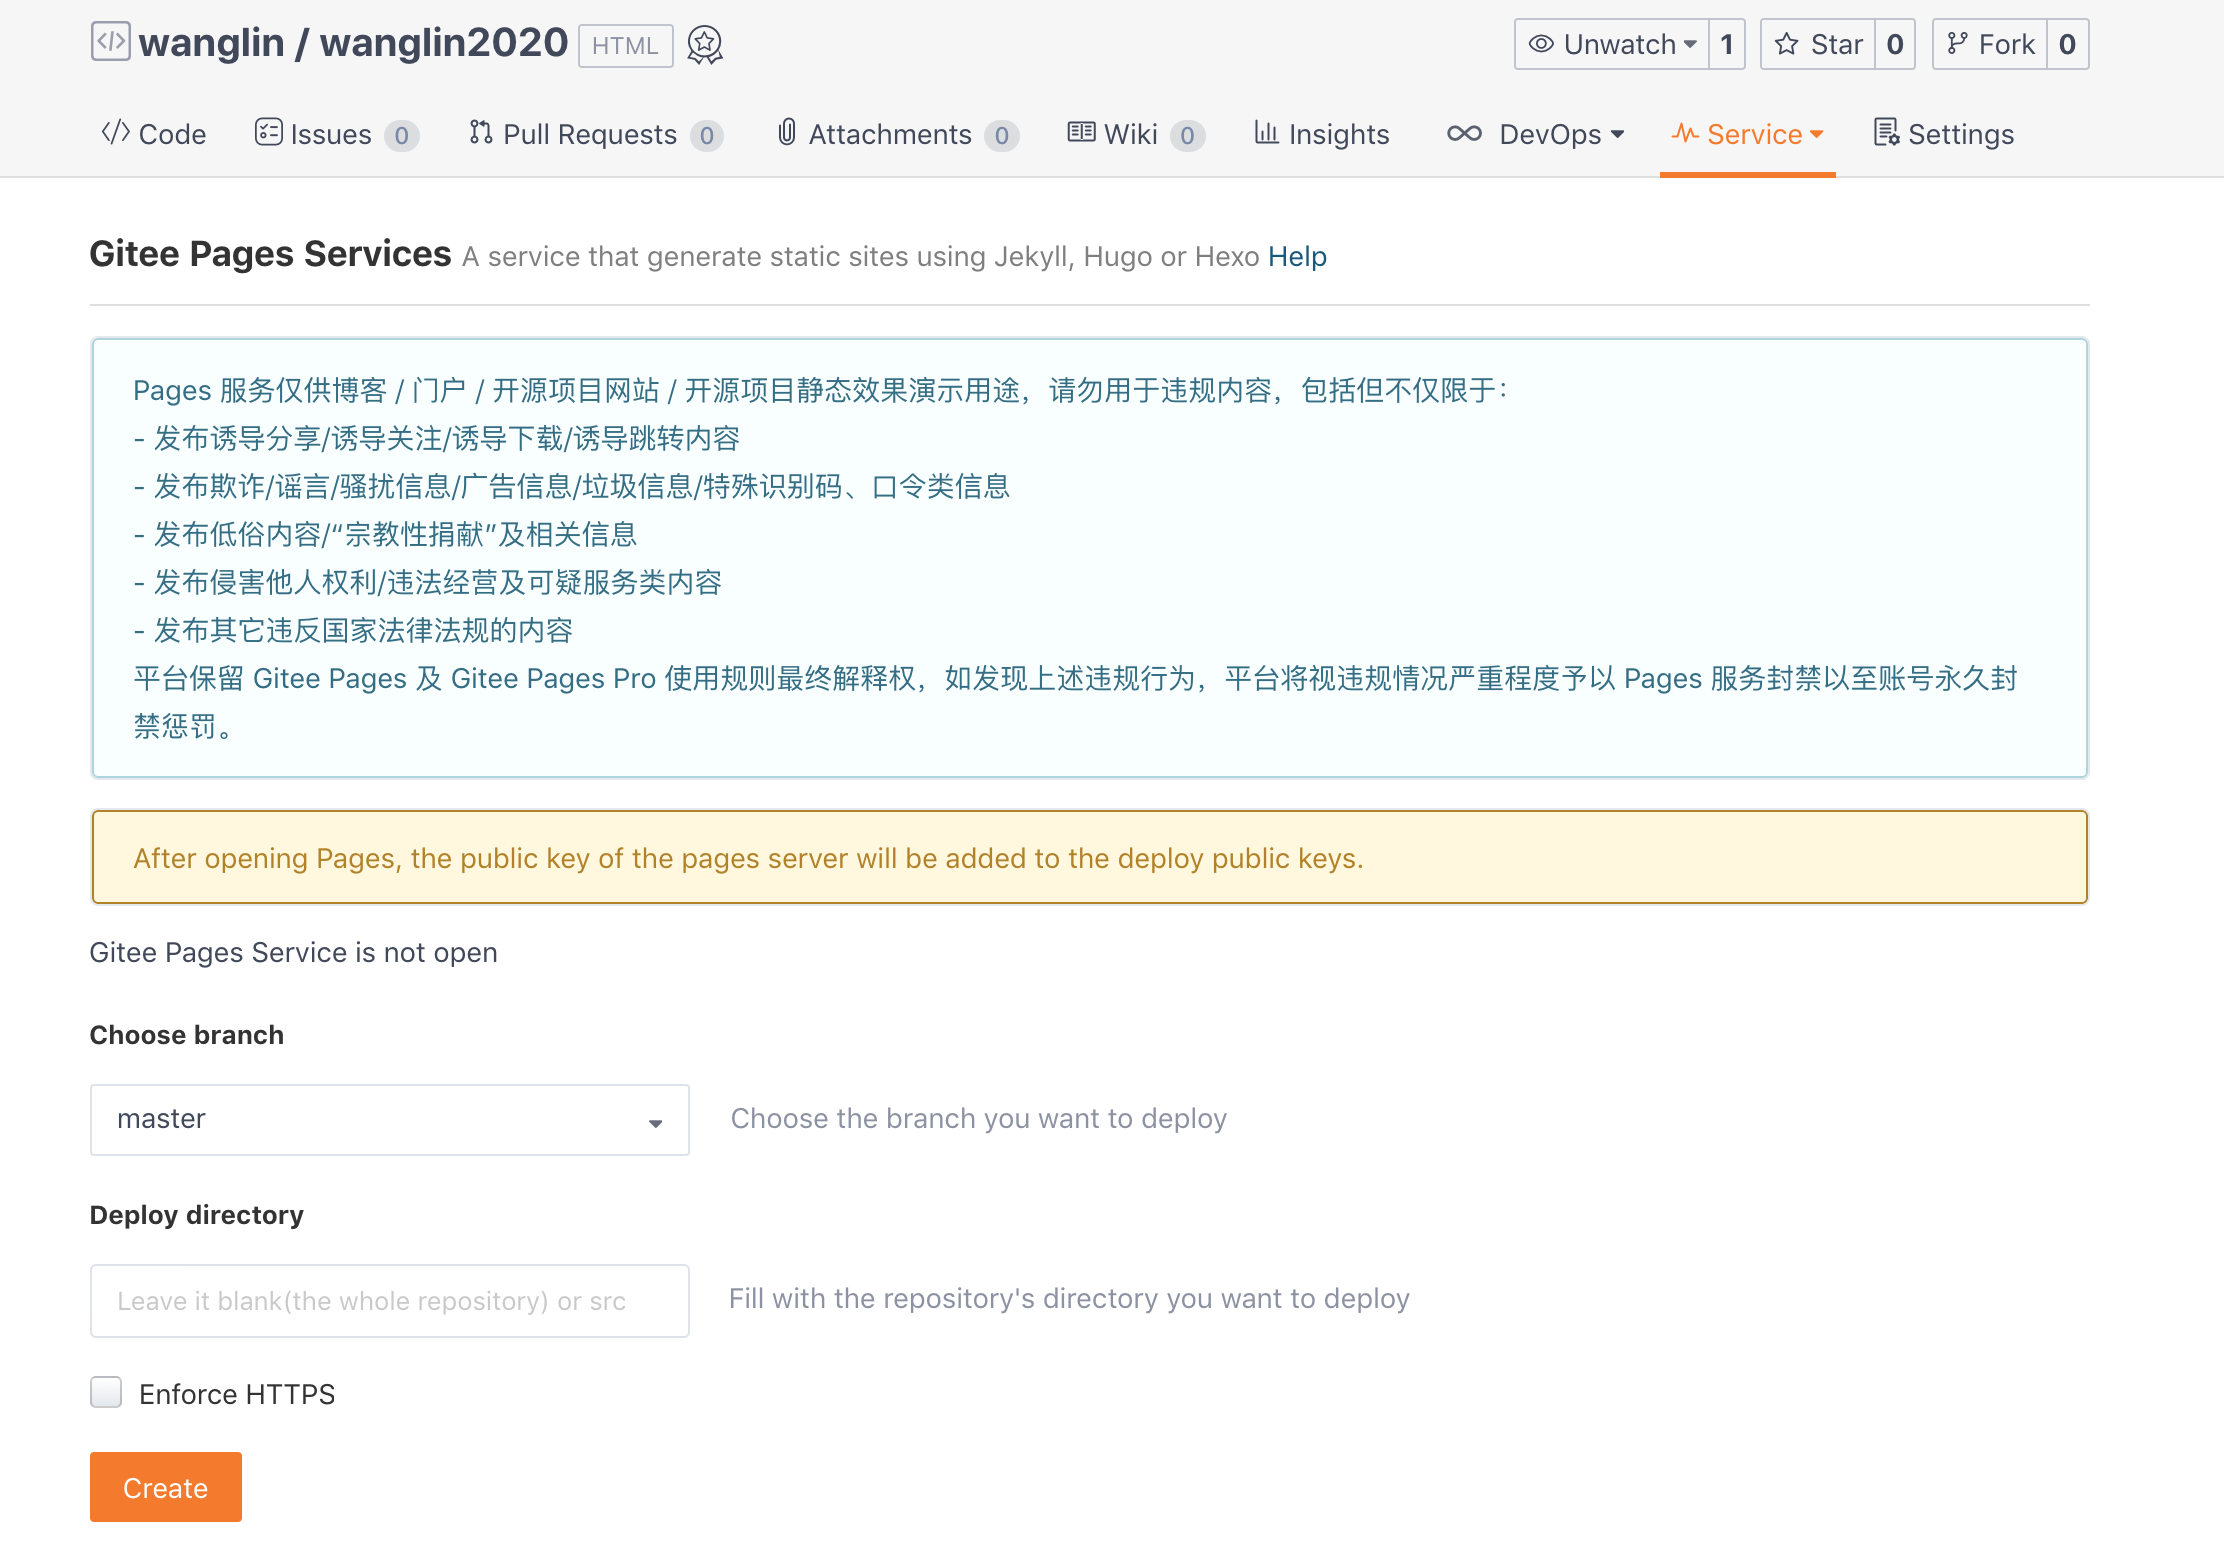 wanglin / wanglin2020 HTML
Unwatch 1 Star 0 Fork 0
Code Issues 0 Pull Requests 0 Attachments 0 Wiki 0 Insights DevOps Service Settings
Gitee Pages Services A service that generate static sites using Jekyll, Hugo or Hexo Help
Pages 服务仅供博客 / 门户 / 开源项目网站 / 开源项目静态效果演示用途，请勿用于违规内容，包括但不仅限于：
- 发布诱导分享/诱导关注/诱导下载/诱导跳转内容
- 发布欺诈/谣言/骚扰信息/广告信息/垃圾信息/特殊识别码、口令类信息
- 发布低俗内容/“宗教性捐献”及相关信息
- 发布侵害他人权利/违法经营及可疑服务类内容
- 发布其它违反国家法律法规的内容
平台保留 Gitee Pages 及 Gitee Pages Pro 使用规则最终解释权，如发现上述违规行为，平台将视违规情况严重程度予以 Pages 服务封禁以至账号永久封
禁惩罚。
After opening Pages, the public key of the pages server will be added to the deploy public keys.
Gitee Pages Service is not open
Choose branch
master Choose the branch you want to deploy
Deploy directory
Leave it blank(the whole repository) or src Fill with the repository's directory you want to deploy
Enforce HTTPS
Create